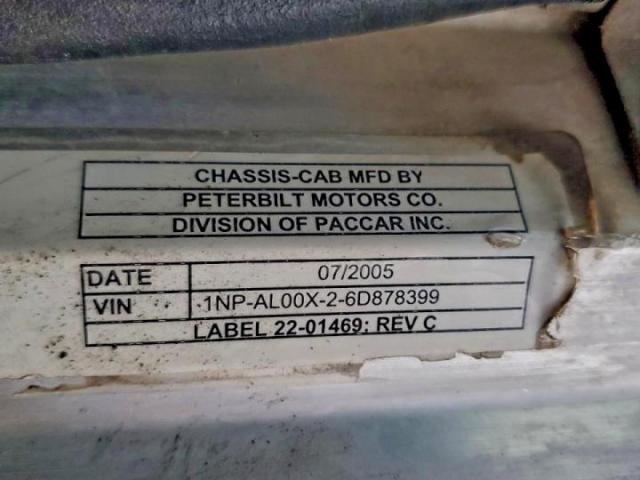 CHASSIS-CAB MFD BY
PETERBILT MOTORS CO.
DIVISION OF PACCAR INC.
DATE 07/2005
VIN 1NP-AL00X-2-6D878399
LABEL 22-01469: REV C